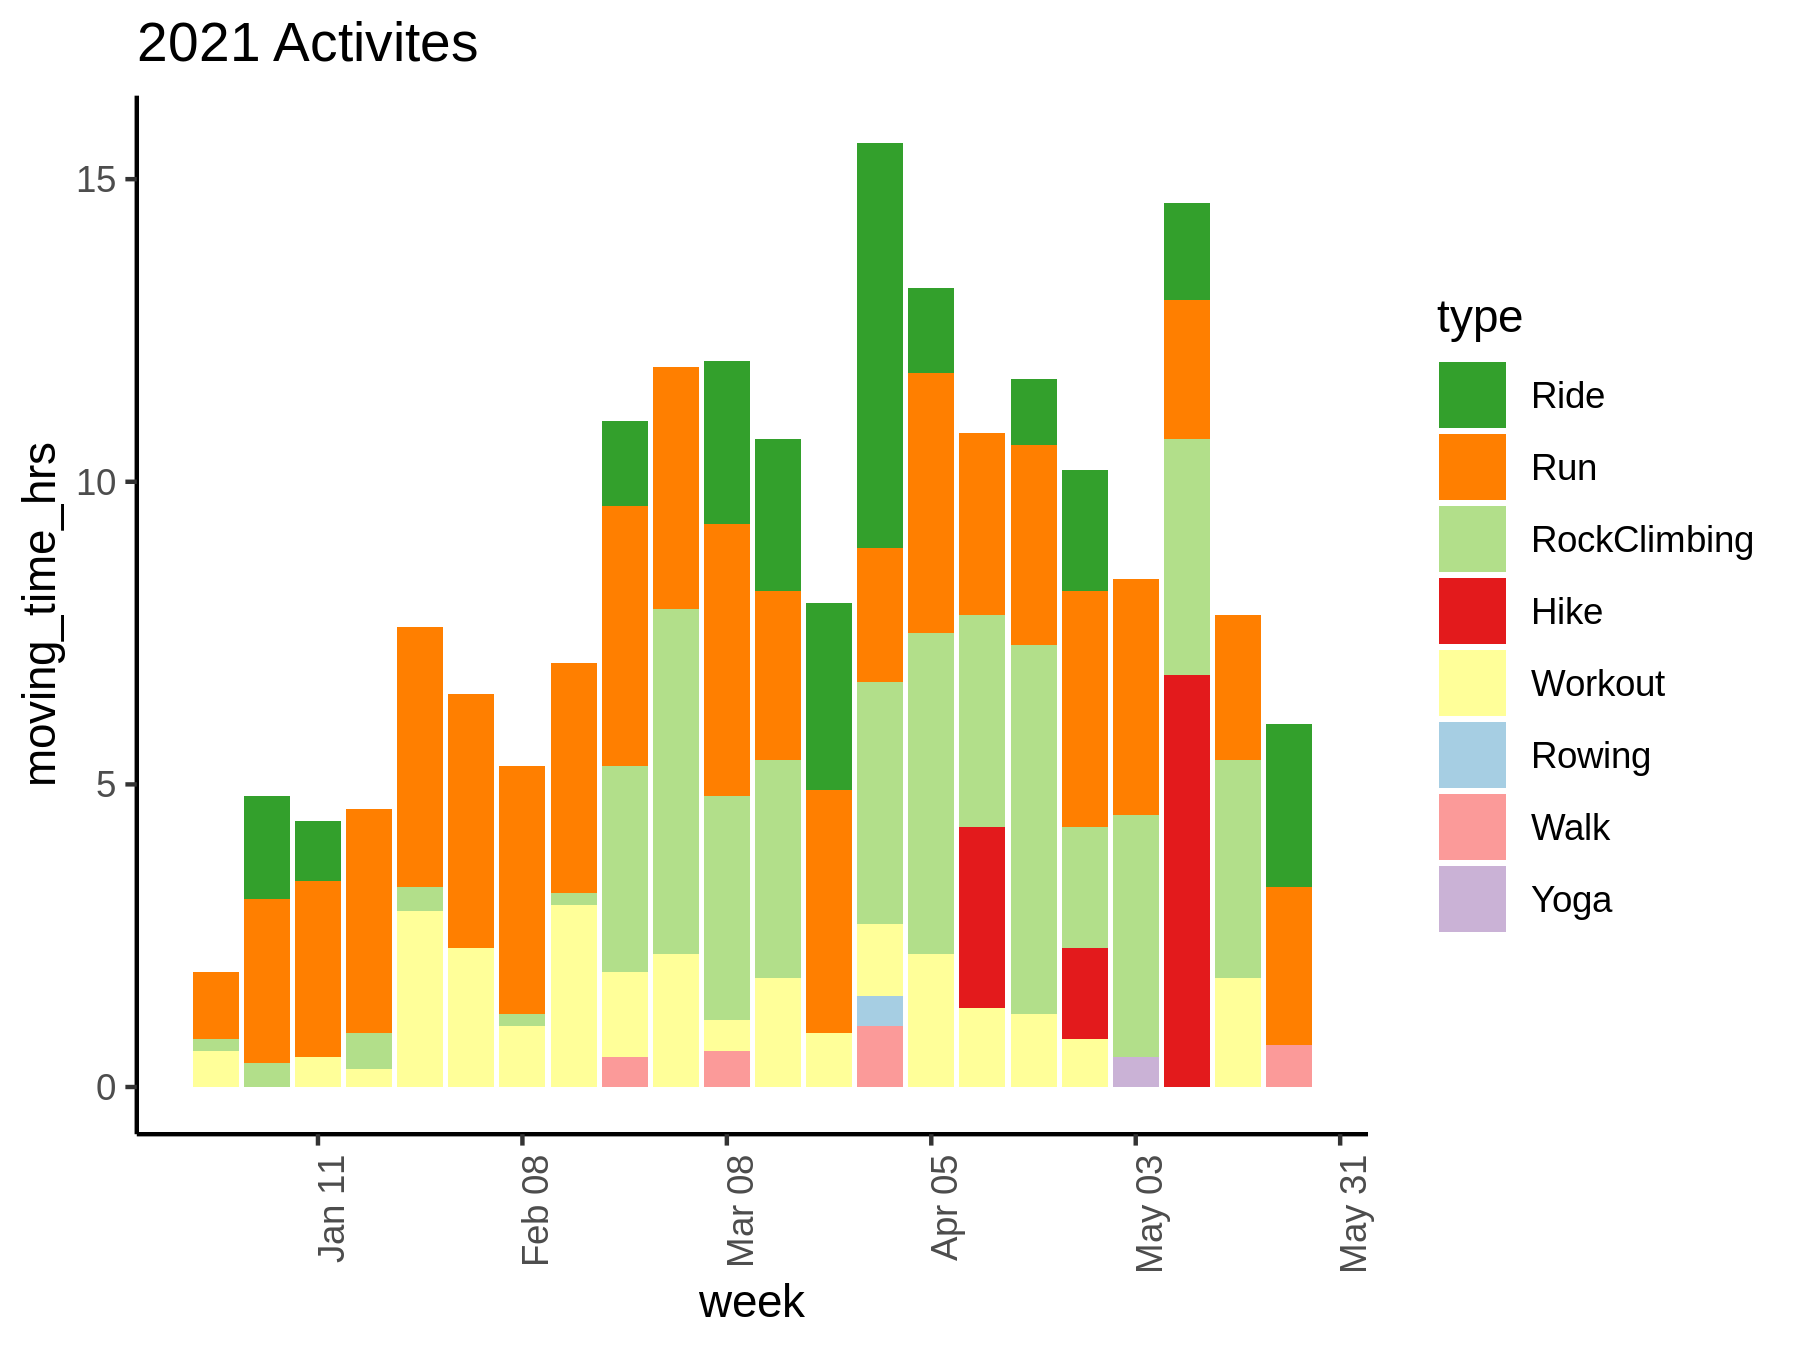 2021 Activites
moving_time_hrs
15
10
5
0
Jan 11
Feb 08
Mar 08
Apr 05
May 03
May 31
week
type
Ride
Run
RockClimbing
Hike
Workout
Rowing
Walk
Yoga